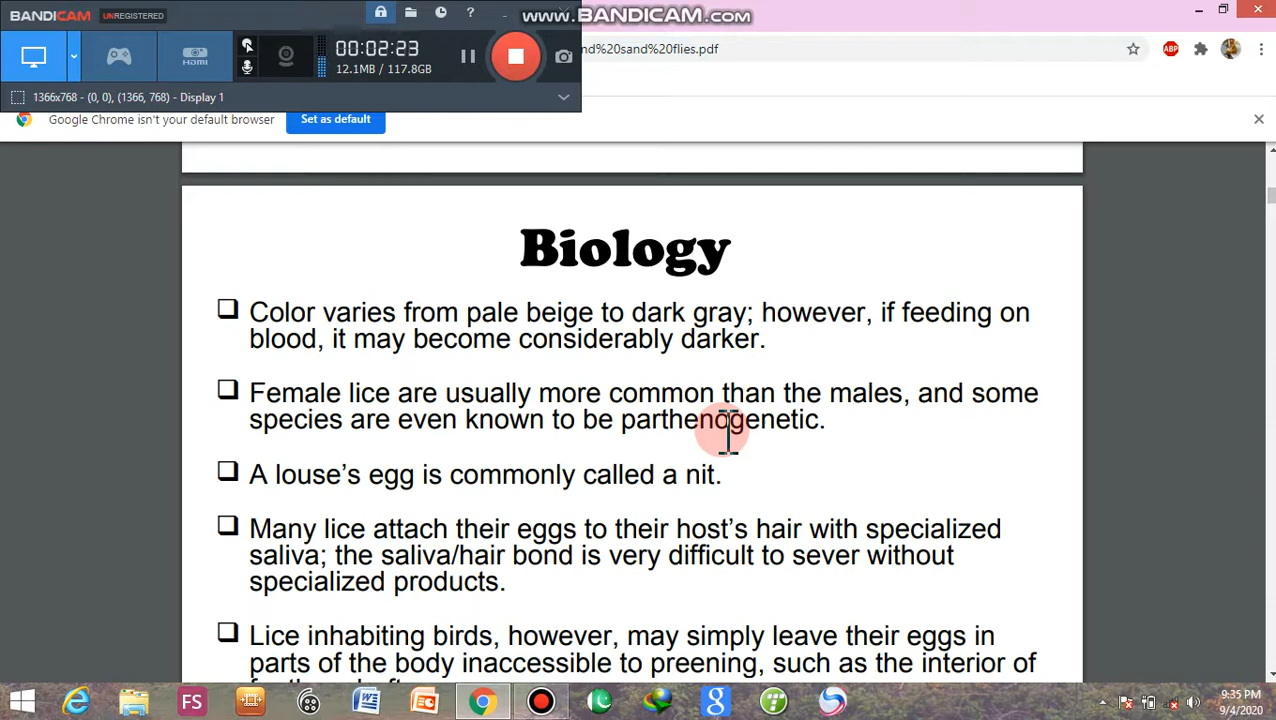 BANDICAM UNREGISTERED
www.BANDICAM.com
HDMI
00:02:23
12.1MB / 117.8GB
nd%20sand%20flies.pdf
ABP
1366x768 - (0, 0), (1366, 768) - Display 1
Google Chrome isn't your default browser
Set as default
Biology
Color varies from pale beige to dark gray; however, if feeding on
blood, it may become considerably darker.
Female lice are usually more common than the males, and some
species are even known to be parthenogenetic.
A louse’s egg is commonly called a nit.
Many lice attach their eggs to their host’s hair with specialized
saliva; the saliva/hair bond is very difficult to sever without
specialized products.
Lice inhabiting birds, however, may simply leave their eggs in
parts of the body inaccessible to preening, such as the interior of
FS
9:35 PM
9/4/2020